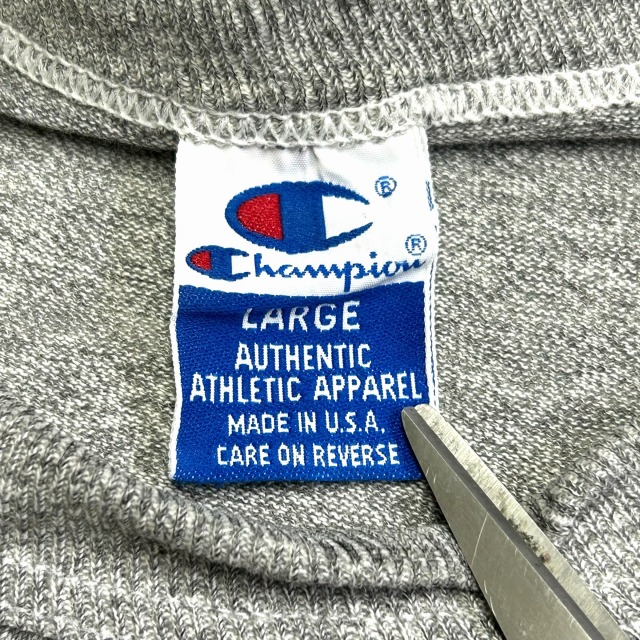 ®
Champion®
LARGE
AUTHENTIC
ATHLETIC APPAREL
MADE IN U.S.A.
CARE ON REVERSE